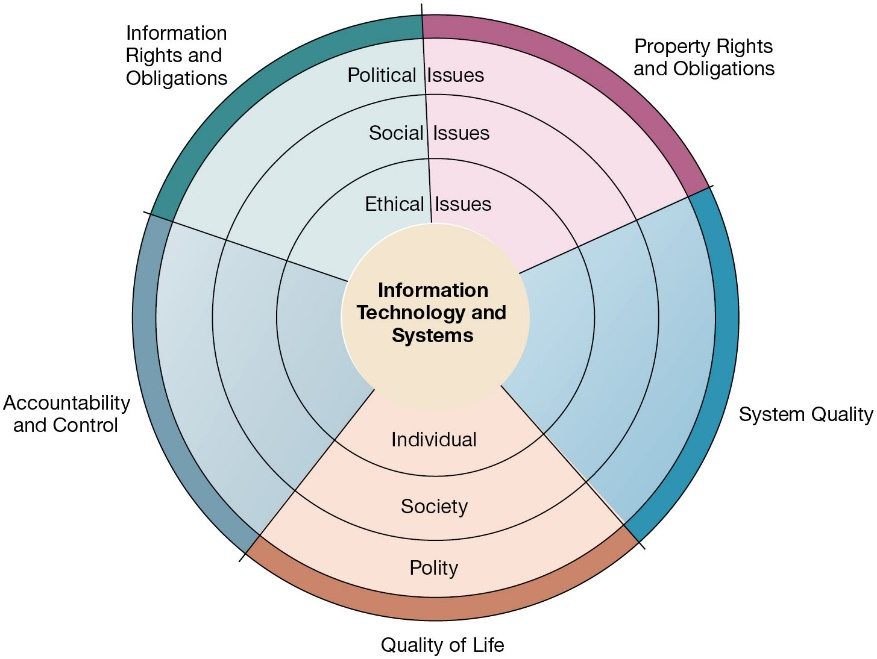 Information
Rights and
Obligations
Property Rights
and Obligations
Political Issues
Social Issues
Ethical Issues
Information
Technology and
Systems
Accountability
and Control
System Quality
Individual
Society
Polity
Quality of Life